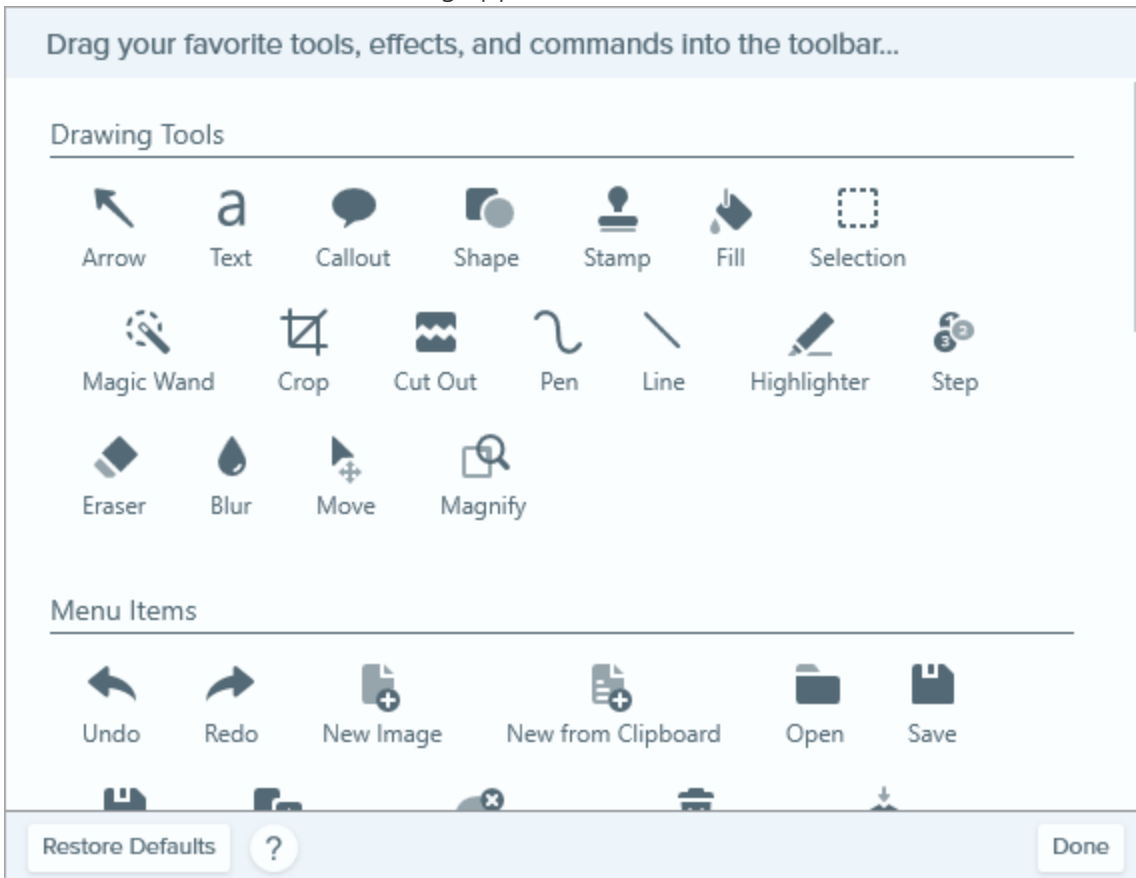 Drag your favorite tools, effects, and commands into the toolbar...
Drawing Tools
Arrow Text Callout Shape Stamp Fill Selection
Magic Wand Crop Cut Out Pen Line Highlighter Step
Eraser Blur Move Magnify
Menu Items
Undo Redo New Image New from Clipboard Open Save
Restore Defaults ? Done